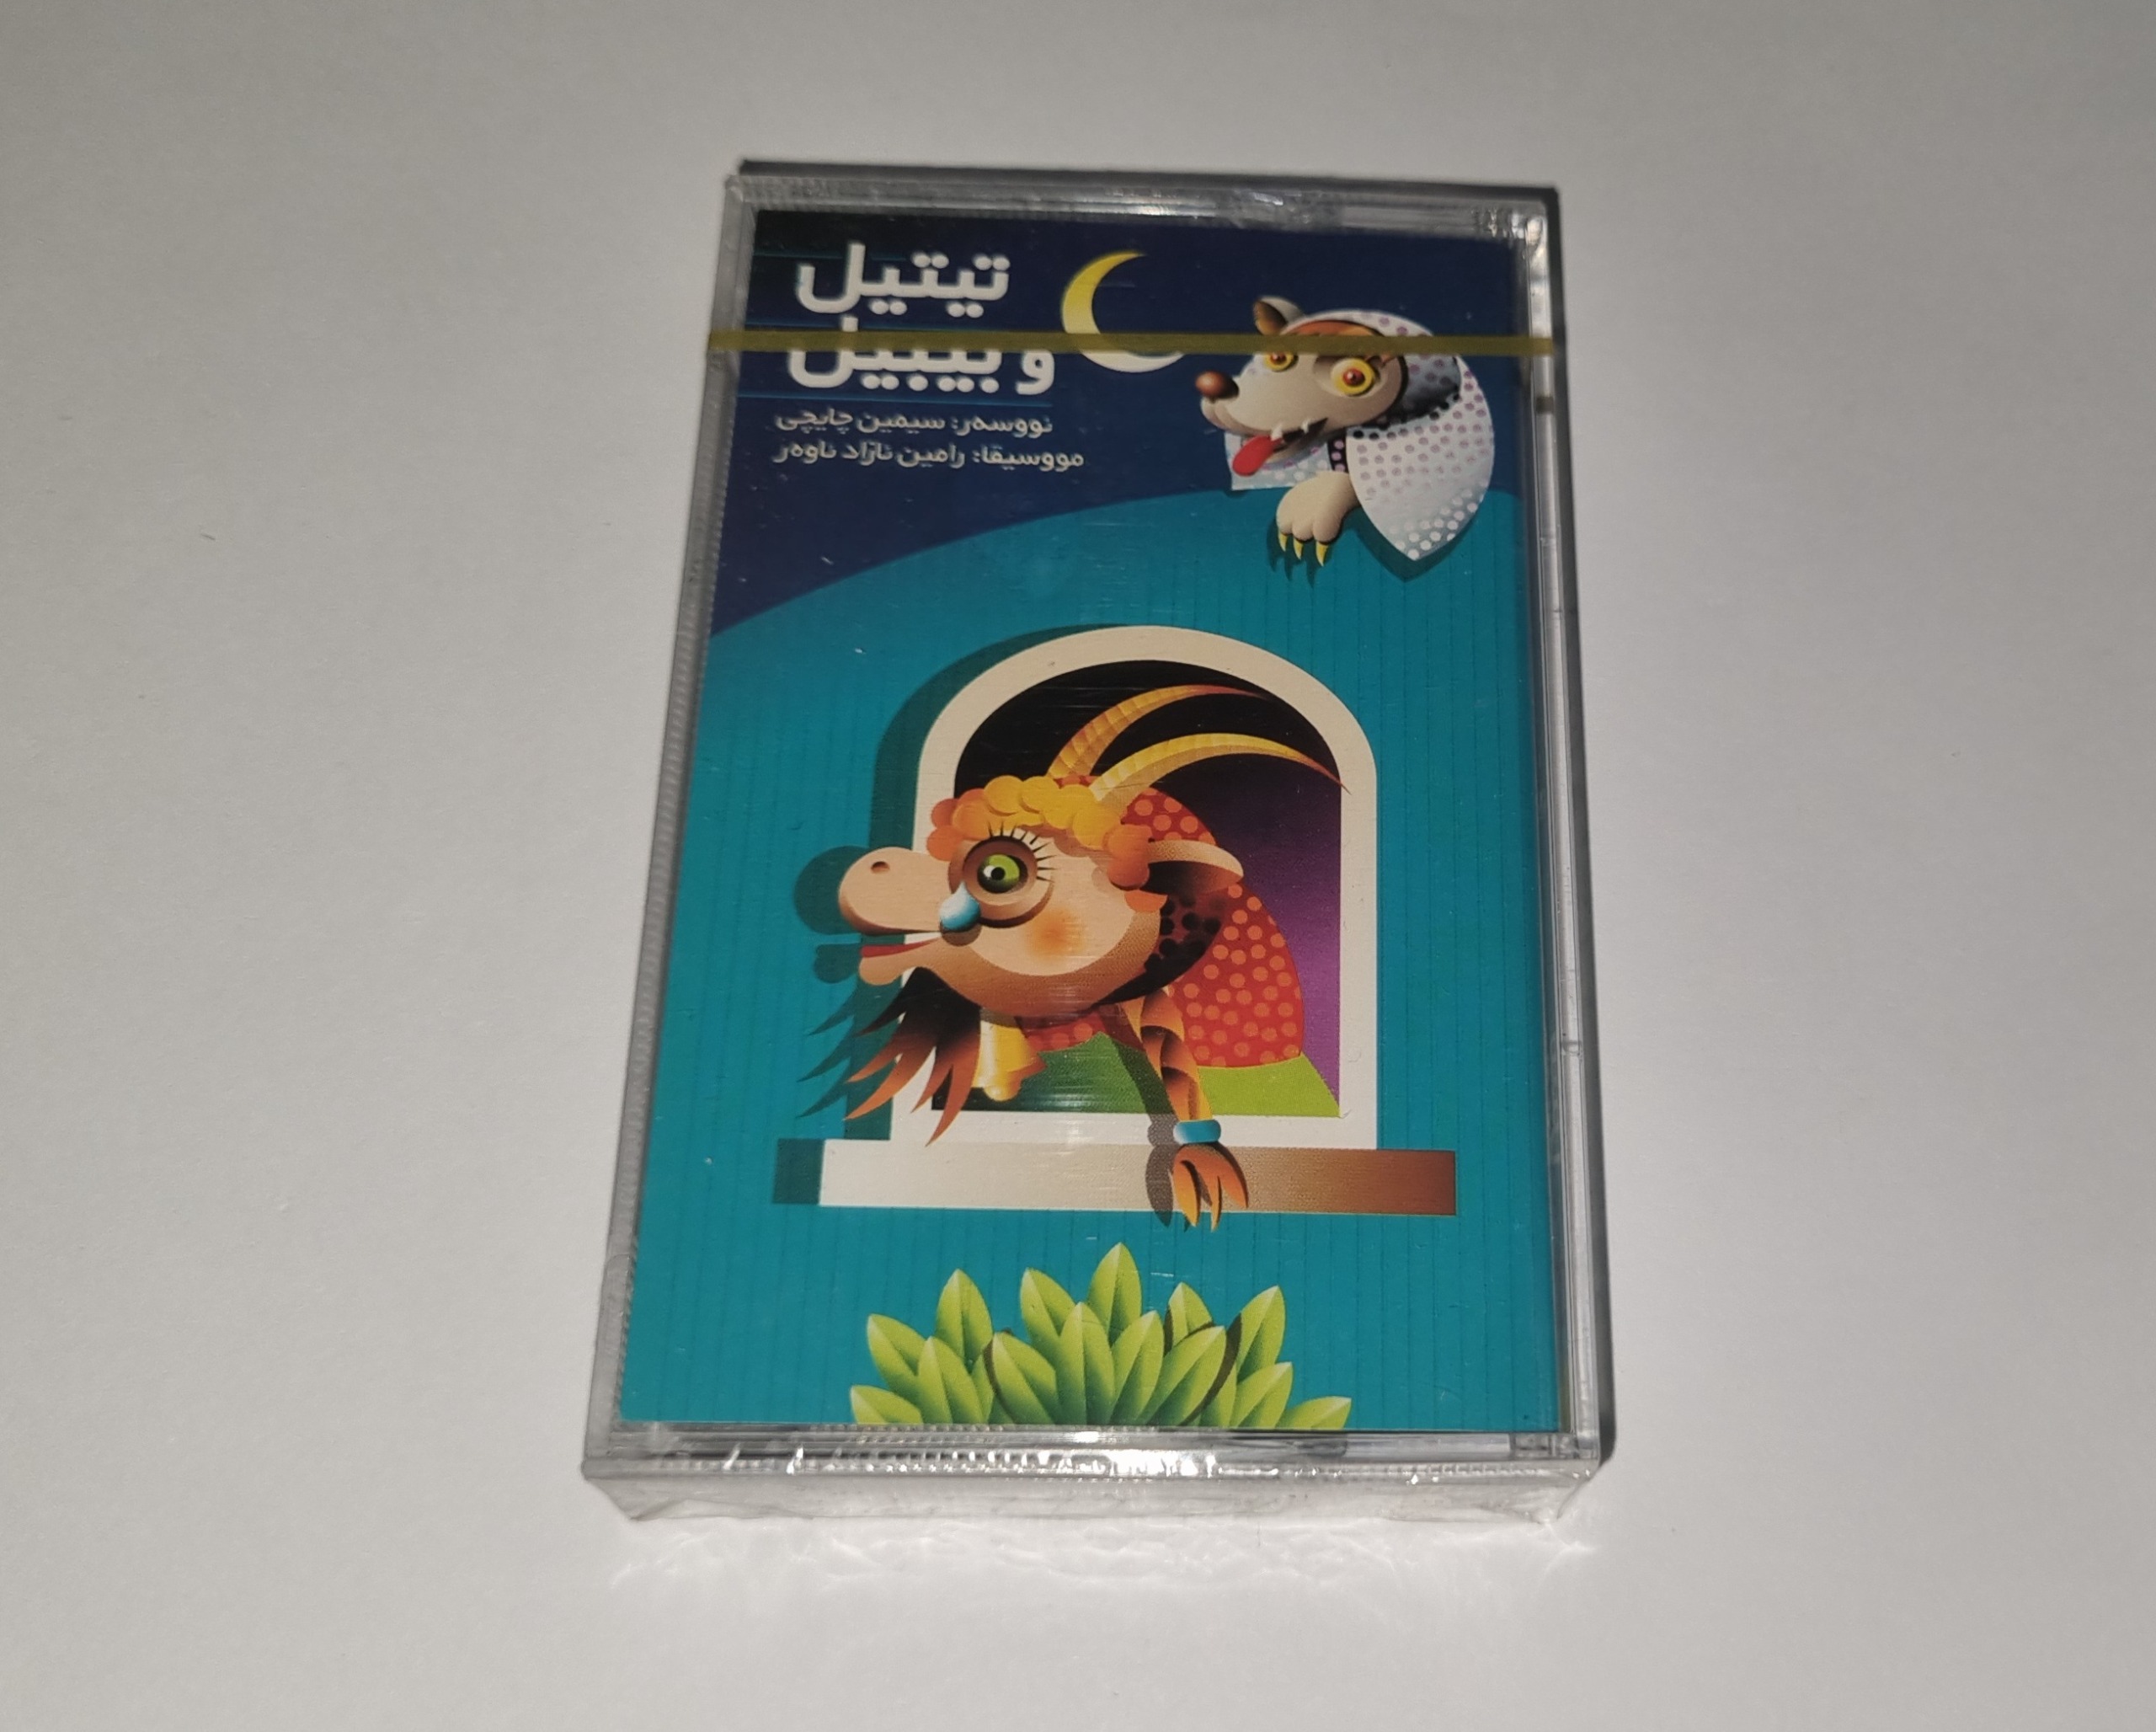 تیتیل
و بیبیل
نووسەر: سیمین چایچی
مووسیقا: رامین ئازاد ئاوەر